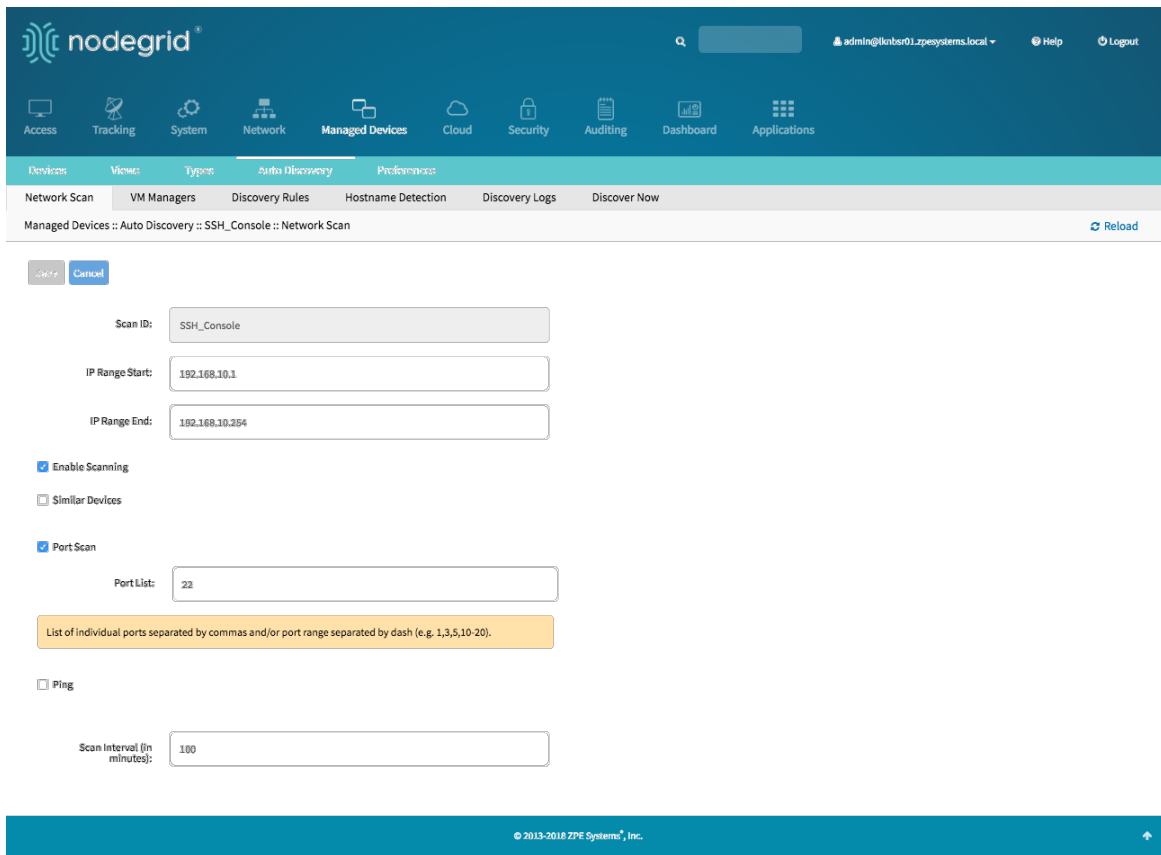 nodegrid®
admin@lknbsr01.zpesystems.local Help Logout
Access Tracking System Network Managed Devices Cloud Security Auditing Dashboard Applications
Devices Views Types Auto Discovery Preferences
Network Scan VM Managers Discovery Rules Hostname Detection Discovery Logs Discover Now
Managed Devices :: Auto Discovery :: SSH_Console :: Network Scan Reload
Save Cancel
Scan ID: SSH_Console
IP Range Start: 192.168.10.1
IP Range End: 192.168.10.254
Enable Scanning
Similar Devices
Port Scan
Port List: 22
List of individual ports separated by commas and/or port range separated by dash (e.g. 1,3,5,10-20).
Ping
Scan Interval (in
minutes): 100
© 2013-2018 ZPE Systems®, Inc.